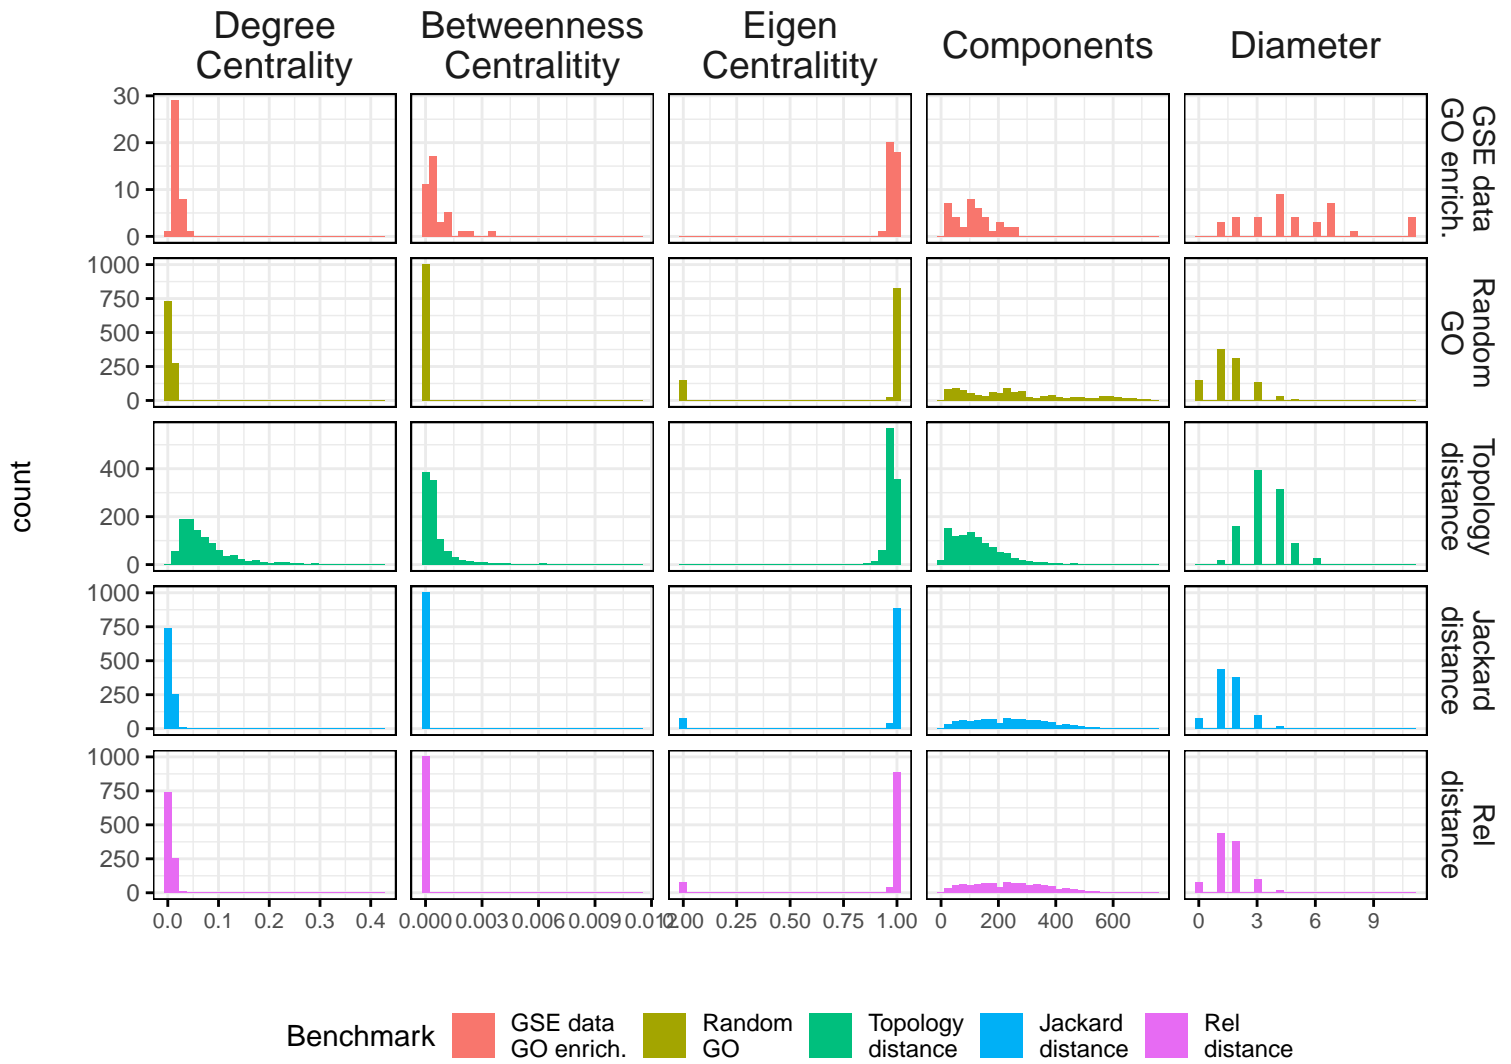 Degree
Centrality
Betweenness
Centralitity
Eigen
Centralitity
Components
Diameter
30
20
10
0
GSE data
GO enrich.
1000
750
500
250
0
Random
GO
count
400
200
0
Topology
distance
1000
750
500
250
0
Jackard
distance
1000
750
500
250
0
Rel
distance
0.0 0.1 0.2 0.3 0.4
0.000 0.003 0.006 0.009 0.012
0.00 0.25 0.50 0.75 1.00
0 200 400 600
0 3 6 9
Benchmark
GSE data
GO enrich.
Random
GO
Topology
distance
Jackard
distance
Rel
distance